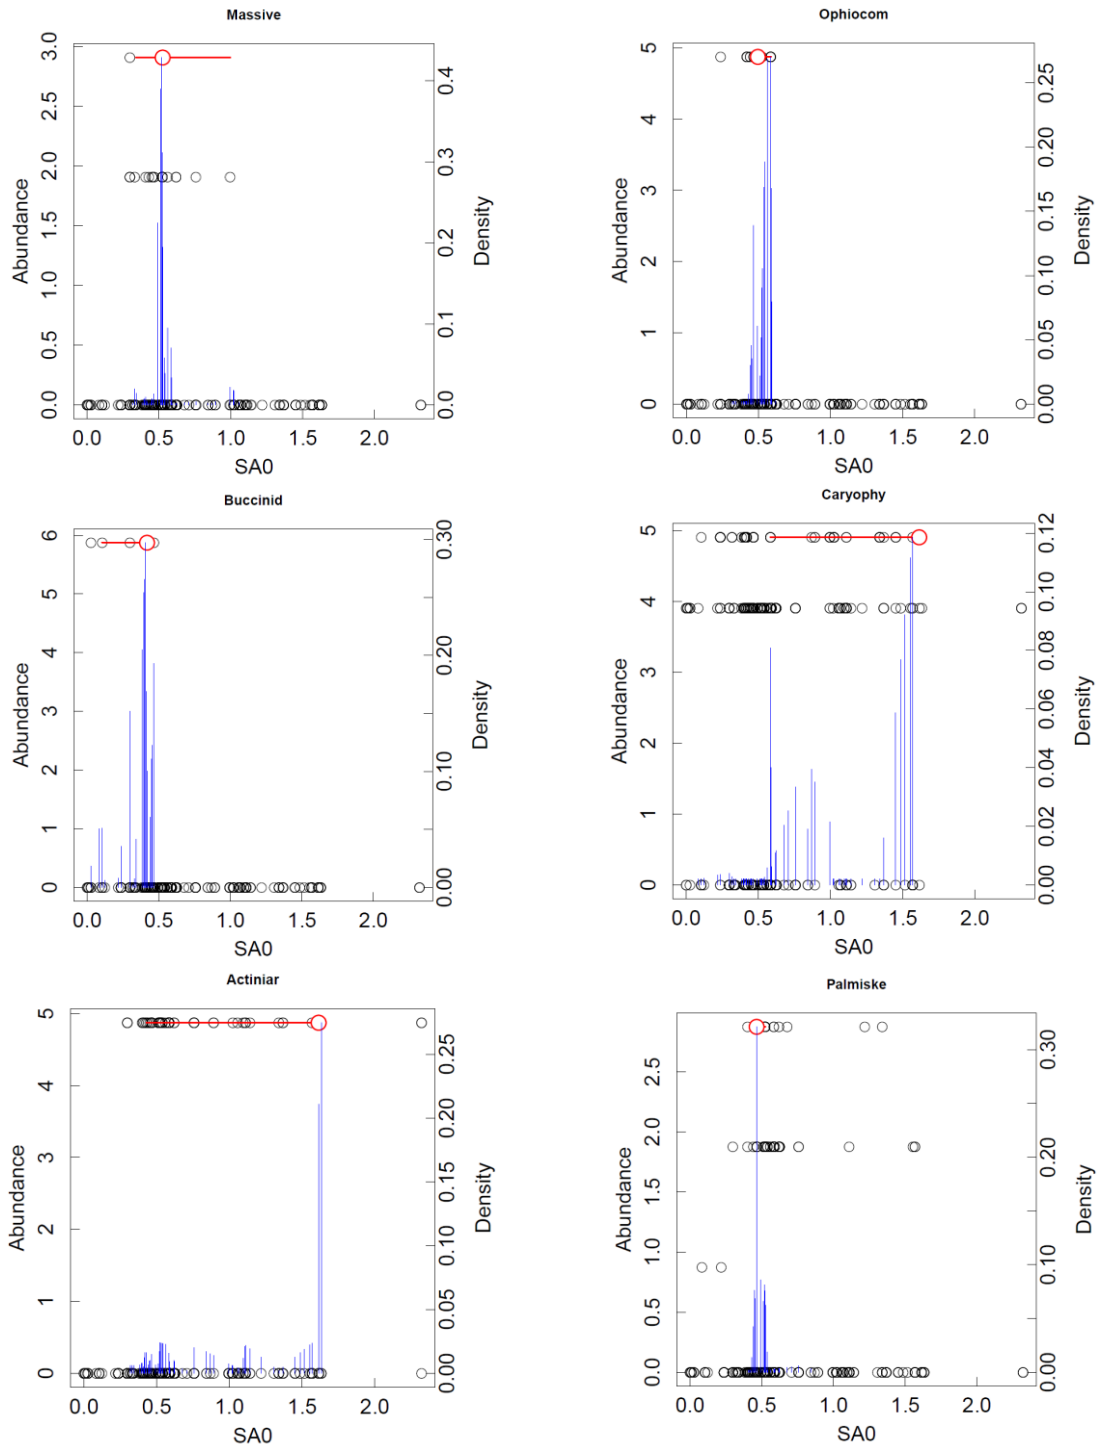 Massive
Abundance
0.0 0.5 1.0 1.5 2.0 2.5 3.0
Density
0.0 0.1 0.2 0.3 0.4
0.0 0.5 1.0 2.0
SA0
Ophiocom
Abundance
0 1 2 3 4 5
Density
0.00 0.05 0.10 0.15 0.20 0.25
0.0 0.5 1.0 1.5 2.0
SA0
Buccinid
Abundance
0 1 2 3 4 5 6
Density
0.00 0.10 0.20 0.30
0.0 0.5 1.0 2.0
SA0
Caryophy
Abundance
0 1 2 3 4 5
Density
0.00 0.02 0.04 0.06 0.08 0.10 0.12
0.0 0.5 1.0 1.5 2.0
SA0
Actiniar
Abundance
0 1 2 3 4 5
Density
0.00 0.05 0.10 0.15 0.20 0.25
0.0 0.5 1.0 1.5 2.0
SA0
Palmiske
Abundance
0.0 0.5 1.0 1.5 2.0 2.5
Density
0.00 0.10 0.20 0.30
0.0 0.5 1.0 1.5 2.0
SA0